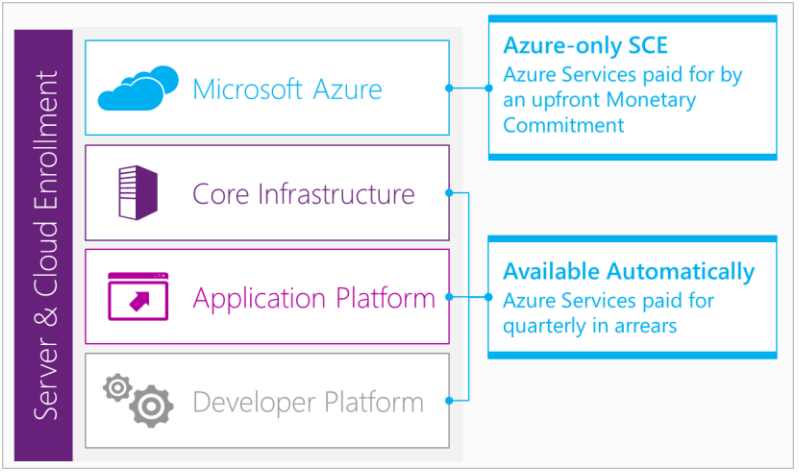 Server & Cloud Enrollment
Microsoft Azure
Core Infrastructure
Application Platform
Developer Platform
Azure-only SCE
Azure Services paid for by
an upfront Monetary
Commitment
Available Automatically
Azure Services paid for
quarterly in arrears